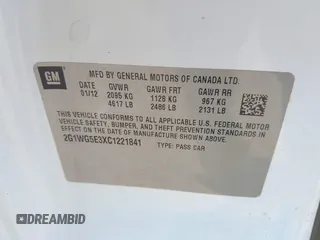 GM
MFD BY GENERAL MOTORS OF CANADA LTD.
DATE GVWR GAWR FRT GAWR RR
01/12 2095 KG 1128 KG 967 KG
4617 LB 2486 LB 2131 LB
THIS VEHICLE CONFORMS TO ALL APPLICABLE U.S. FEDERAL MOTOR
VEHICLE SAFETY, BUMPER, AND THEFT PREVENTION STANDARDS
IN EFFECT ON THE DATE OF MANUFACTURE SHOWN ABOVE.
2G1WG5E3XC1221841
TYPE: PASS CAR
DREAMBID